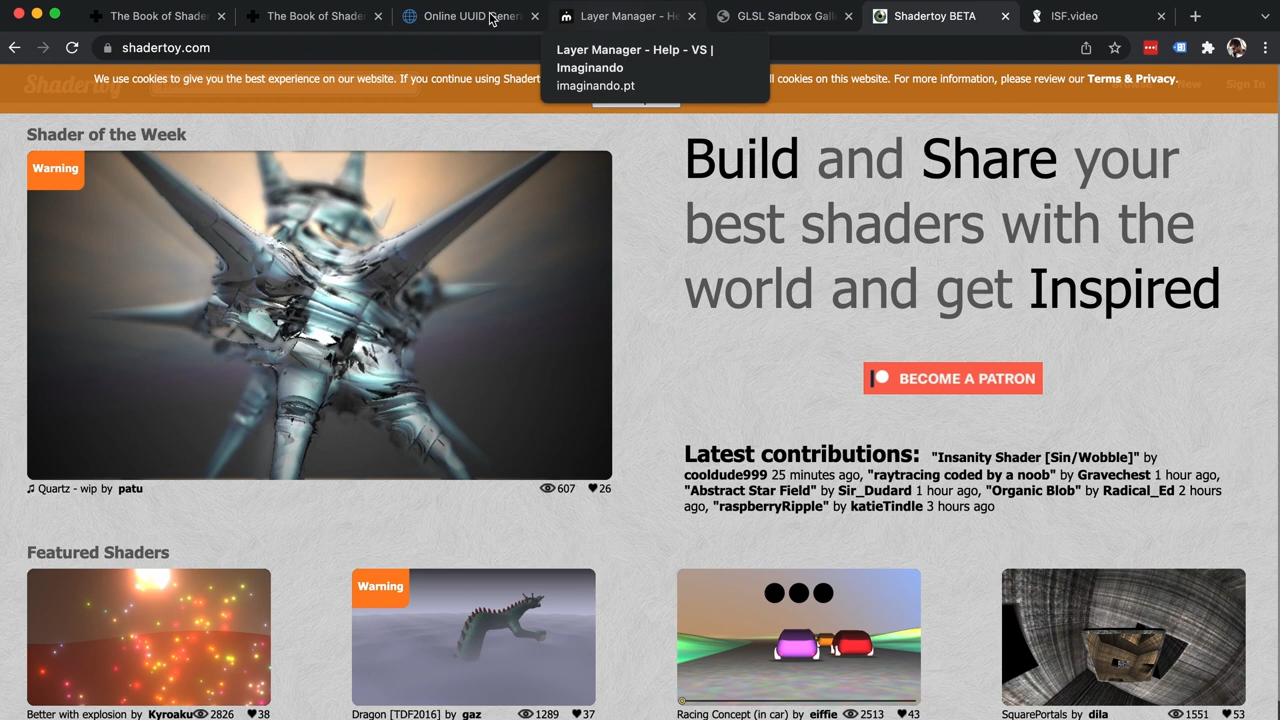 The Book of Shader
The Book of Shader
Online UUID Gener
Layer Manager - He
GLSL Sandbox Gall
Shadertoy BETA
ISF.video
shadertoy.com
Layer Manager - Help - VS |
Imaginando
imaginando.pt
We use cookies to give you the best experience on our website. If you continue using Shadert
ll cookies on this website. For more information, please review our Terms & Privacy.
Shadertoy
Browse
New
Sign In
Shader of the Week
Warning
Quartz - wip by patu
607
26
Build and Share your
best shaders with the
world and get Inspired
BECOME A PATRON
Latest contributions: "Insanity Shader [Sin/Wobble]" by
cooldude999 25 minutes ago, "raytracing coded by a noob" by Gravechest 1 hour ago,
"Abstract Star Field" by Sir_Dudard 1 hour ago, "Organic Blob" by Radical_Ed 2 hours
ago, "raspberryRipple" by katieTindle 3 hours ago
Featured Shaders
Warning
Better with explosion by Kyroaku 2826 38
Dragon [TDF2016] by gaz 1289 37
Racing Concept (in car) by eiffie 2513 43
SquarePortals by dila 1551 53